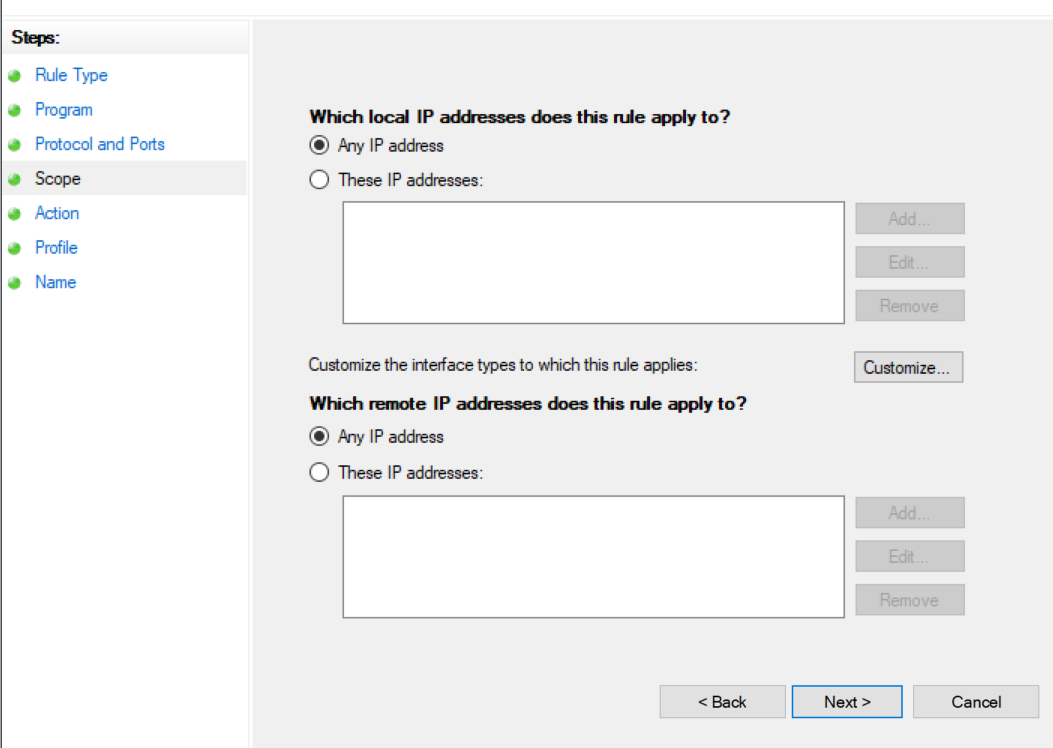 Steps:
Rule Type
Program
Protocol and Ports
Scope
Action
Profile
Name
Which local IP addresses does this rule apply to?
Any IP address
These IP addresses:
Add...
Edit...
Remove
Customize the interface types to which this rule applies:
Customize...
Which remote IP addresses does this rule apply to?
Any IP address
These IP addresses:
Add...
Edit...
Remove
< Back
Next >
Cancel